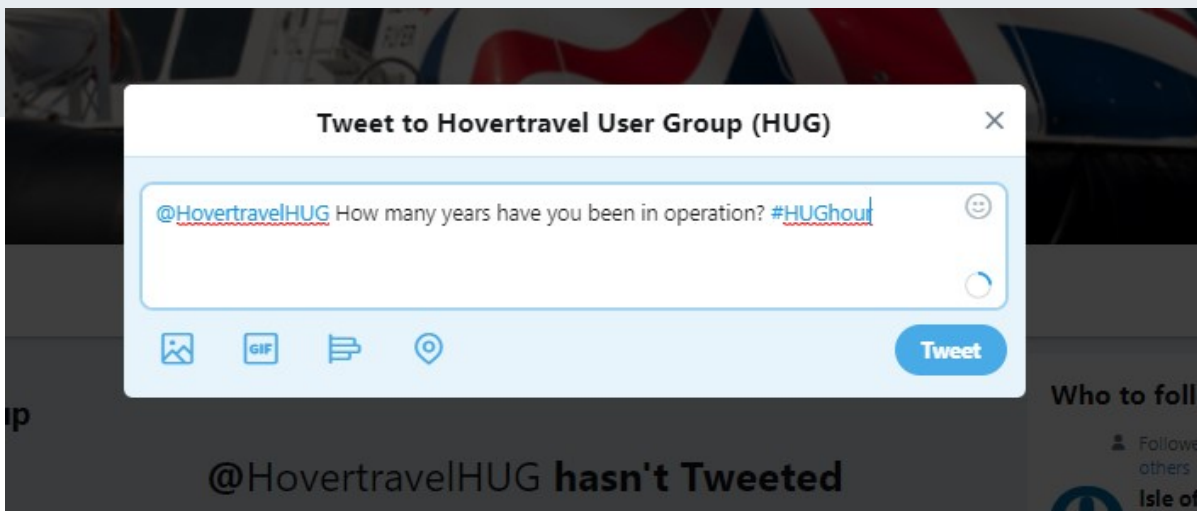 FLYER
Tweet to Hovertravel User Group (HUG)
@HovertravelHUG How many years have you been in operation? #HUGhour
GIF
Tweet
Who to foll
up
Followe
others
@HovertravelHUG hasn't Tweeted
Isle of